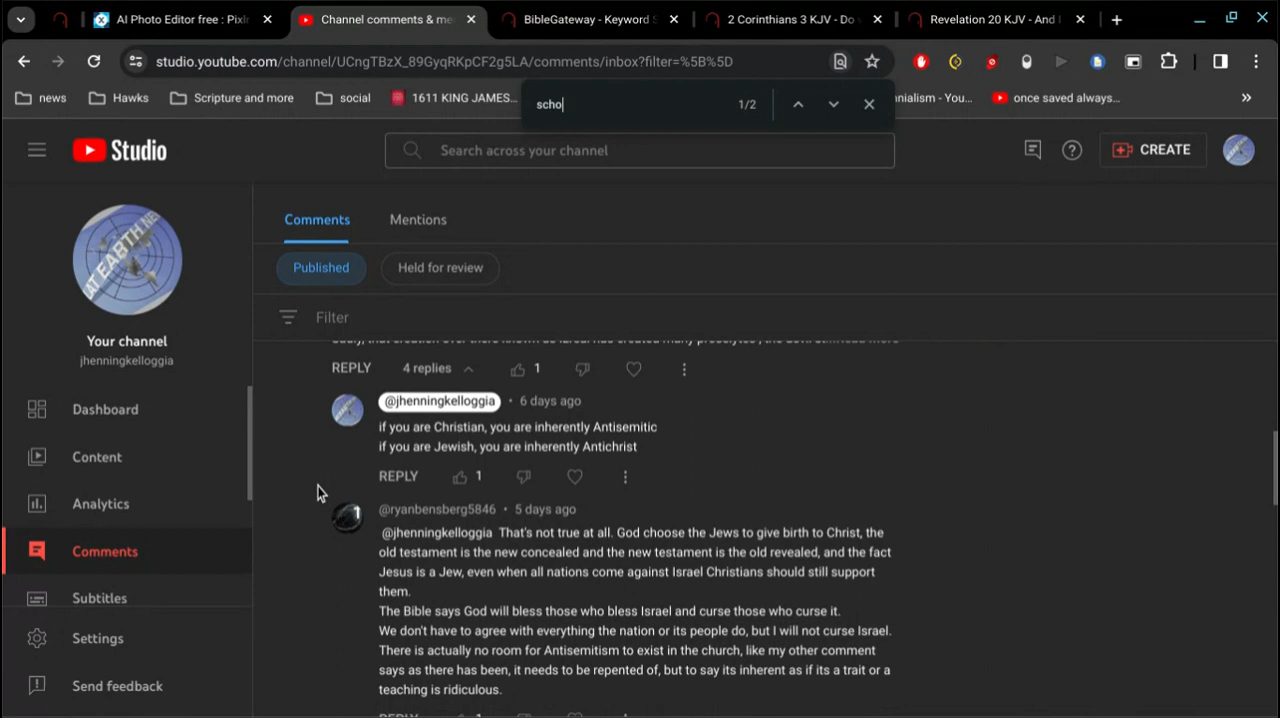 AI Photo Editor free : Pixlr
Channel comments & me
BibleGateway - Keyword S
2 Corinthians 3 KJV - Do
Revelation 20 KJV - And I
studio.youtube.com/channel/UCngTBzX_89GyqRKpCF2g5LA/comments/inbox?filter=%5B%5D
news
Hawks
Scripture and more
social
1611 KING JAMES...
nnialism - You...
once saved always...
scho
1/2
Studio
Search across your channel
CREATE
AT EARTH NE
Your channel
jhenningkelloggia
Dashboard
Content
Analytics
Comments
Subtitles
Settings
Send feedback
Comments
Mentions
Published
Held for review
Filter
REPLY
4 replies
1
@jhenningkelloggia • 6 days ago
if you are Christian, you are inherently Antisemitic
if you are Jewish, you are inherently Antichrist
REPLY
1
@ryanbensberg5846 • 5 days ago
@jhenningkelloggia That's not true at all. God choose the Jews to give birth to Christ, the
old testament is the new concealed and the new testament is the old revealed, and the fact
Jesus is a Jew, even when all nations come against Israel Christians should still support
them.
The Bible says God will bless those who bless Israel and curse those who curse it.
We don't have to agree with everything the nation or its people do, but I will not curse Israel.
There is actually no room for Antisemitism to exist in the church, like my other comment
says as there has been, it needs to be repented of, but to say its inherent as if its a trait or a
teaching is ridiculous.